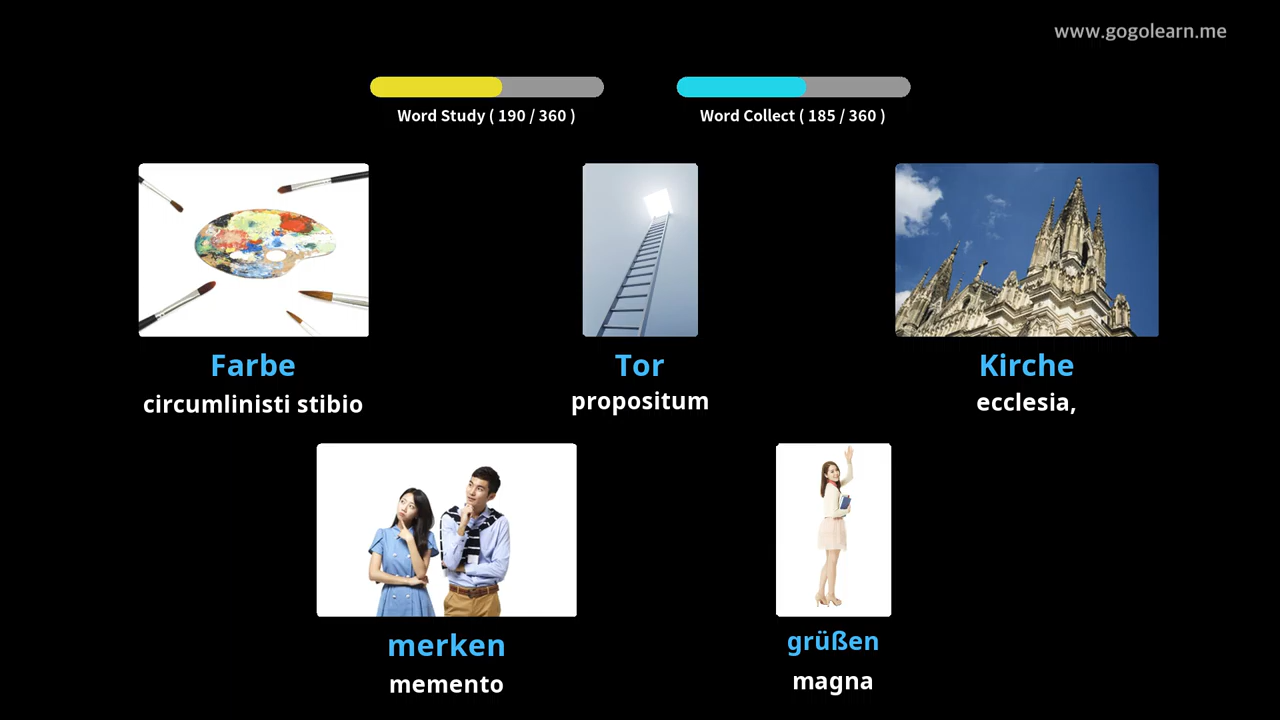 www.gogolearn.me
Word Study ( 190 / 360 )
Word Collect ( 185 / 360 )
Farbe
circumlinisti stibio
Tor
propositum
Kirche
ecclesia,
merken
memento
grüßen
magna